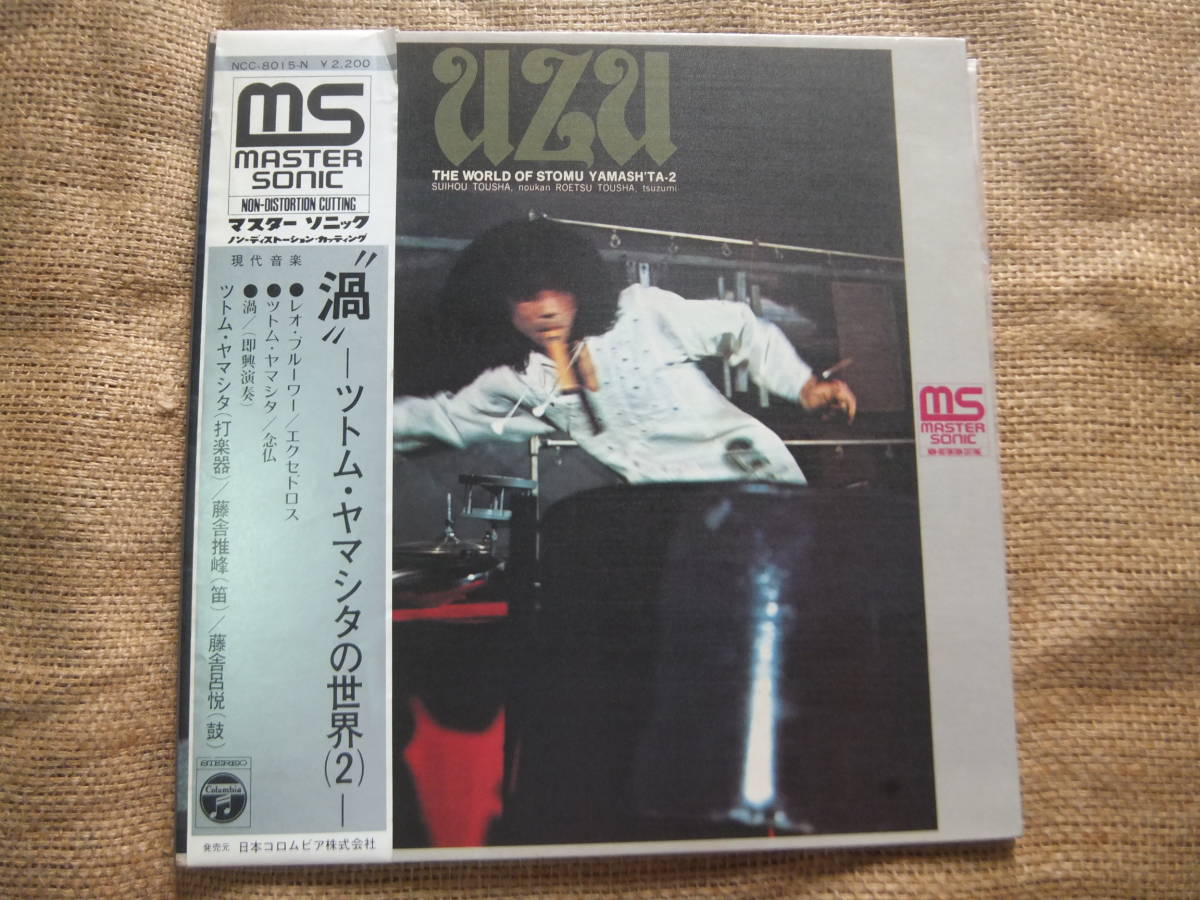 NCC-8015-N ￥2,200
ms
MASTER
SONIC
NON-DISTORTION CUTTING
マスター ソニック
ノン-ディストーション・カッティング
現代音楽
“渦”―ツトム・ヤマシタの世界(2)―
●レオ・ブルーワー/エクセドロス
●ツトム・ヤマシタ/念仏
●渦/(即興演奏)
ツトム・ヤマシタ(打楽器)/藤舎推峰(笛)/藤舎呂悦(鼓)
STEREO
Columbia
発売元 日本コロムビア株式会社
uzu
THE WORLD OF STOMU YAMASH'TA-2
SUIHOU TOUSHA, noukan ROETSU TOUSHA, tsuzumi
ms
MASTER
SONIC
NON-DISTORTION CUTTING